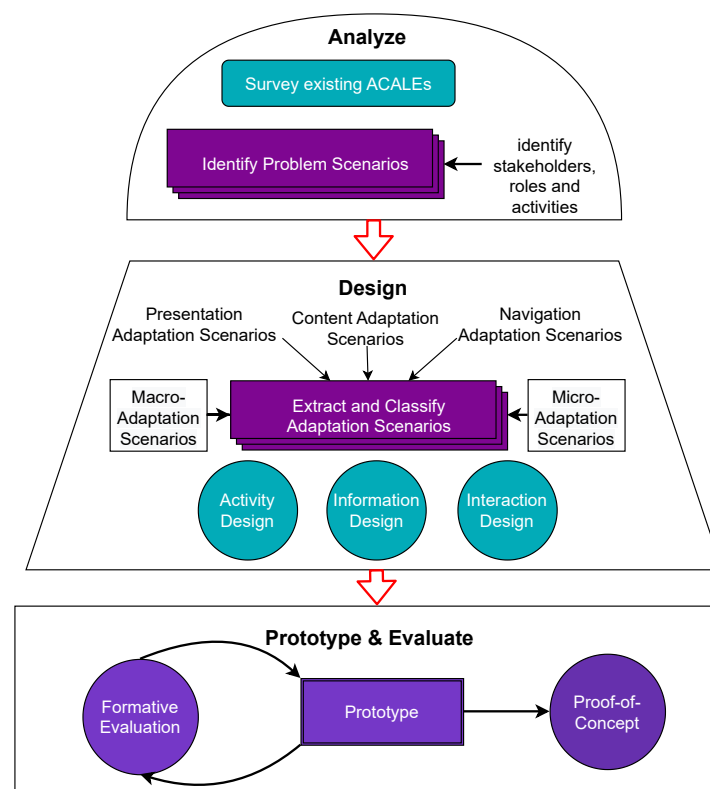 Analyze
Survey existing ACALEs
Identify Problem Scenarios
identify
stakeholders,
roles and
activities
Design
Presentation
Adaptation Scenarios
Content Adaptation
Scenarios
Navigation
Adaptation Scenarios
Macro-
Adaptation
Scenarios
Extract and Classify
Adaptation Scenarios
Micro-
Adaptation
Scenarios
Activity
Design
Information
Design
Interaction
Design
Prototype & Evaluate
Formative
Evaluation
Prototype
Proof-of-
Concept